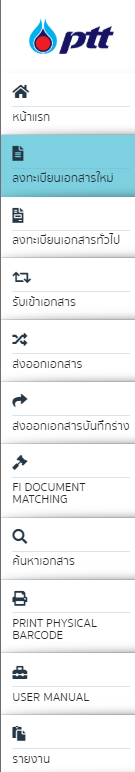 ptt
หน้าแรก
ลงทะเบียนเอกสารใหม่
ลงทะเบียนเอกสารทั่วไป
รับเข้าเอกสาร
ส่งออกเอกสาร
ส่งออกเอกสารบันทึกร่าง
FI DOCUMENT
MATCHING
ค้นหาเอกสาร
PRINT PHYSICAL
BARCODE
USER MANUAL
รายงาน